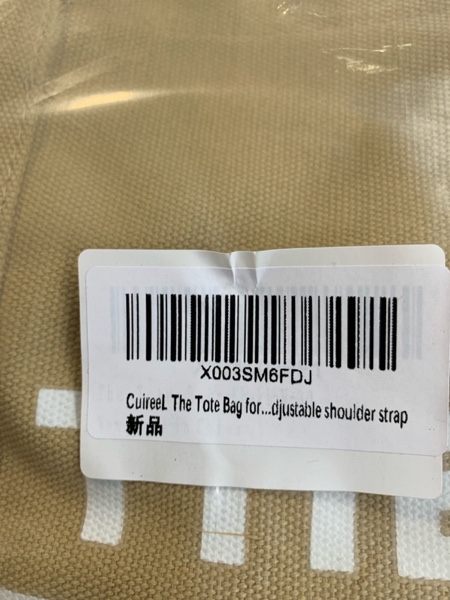 X003SM6FDJ
CuireeL The Tote Bag for...djustable shoulder strap
新品